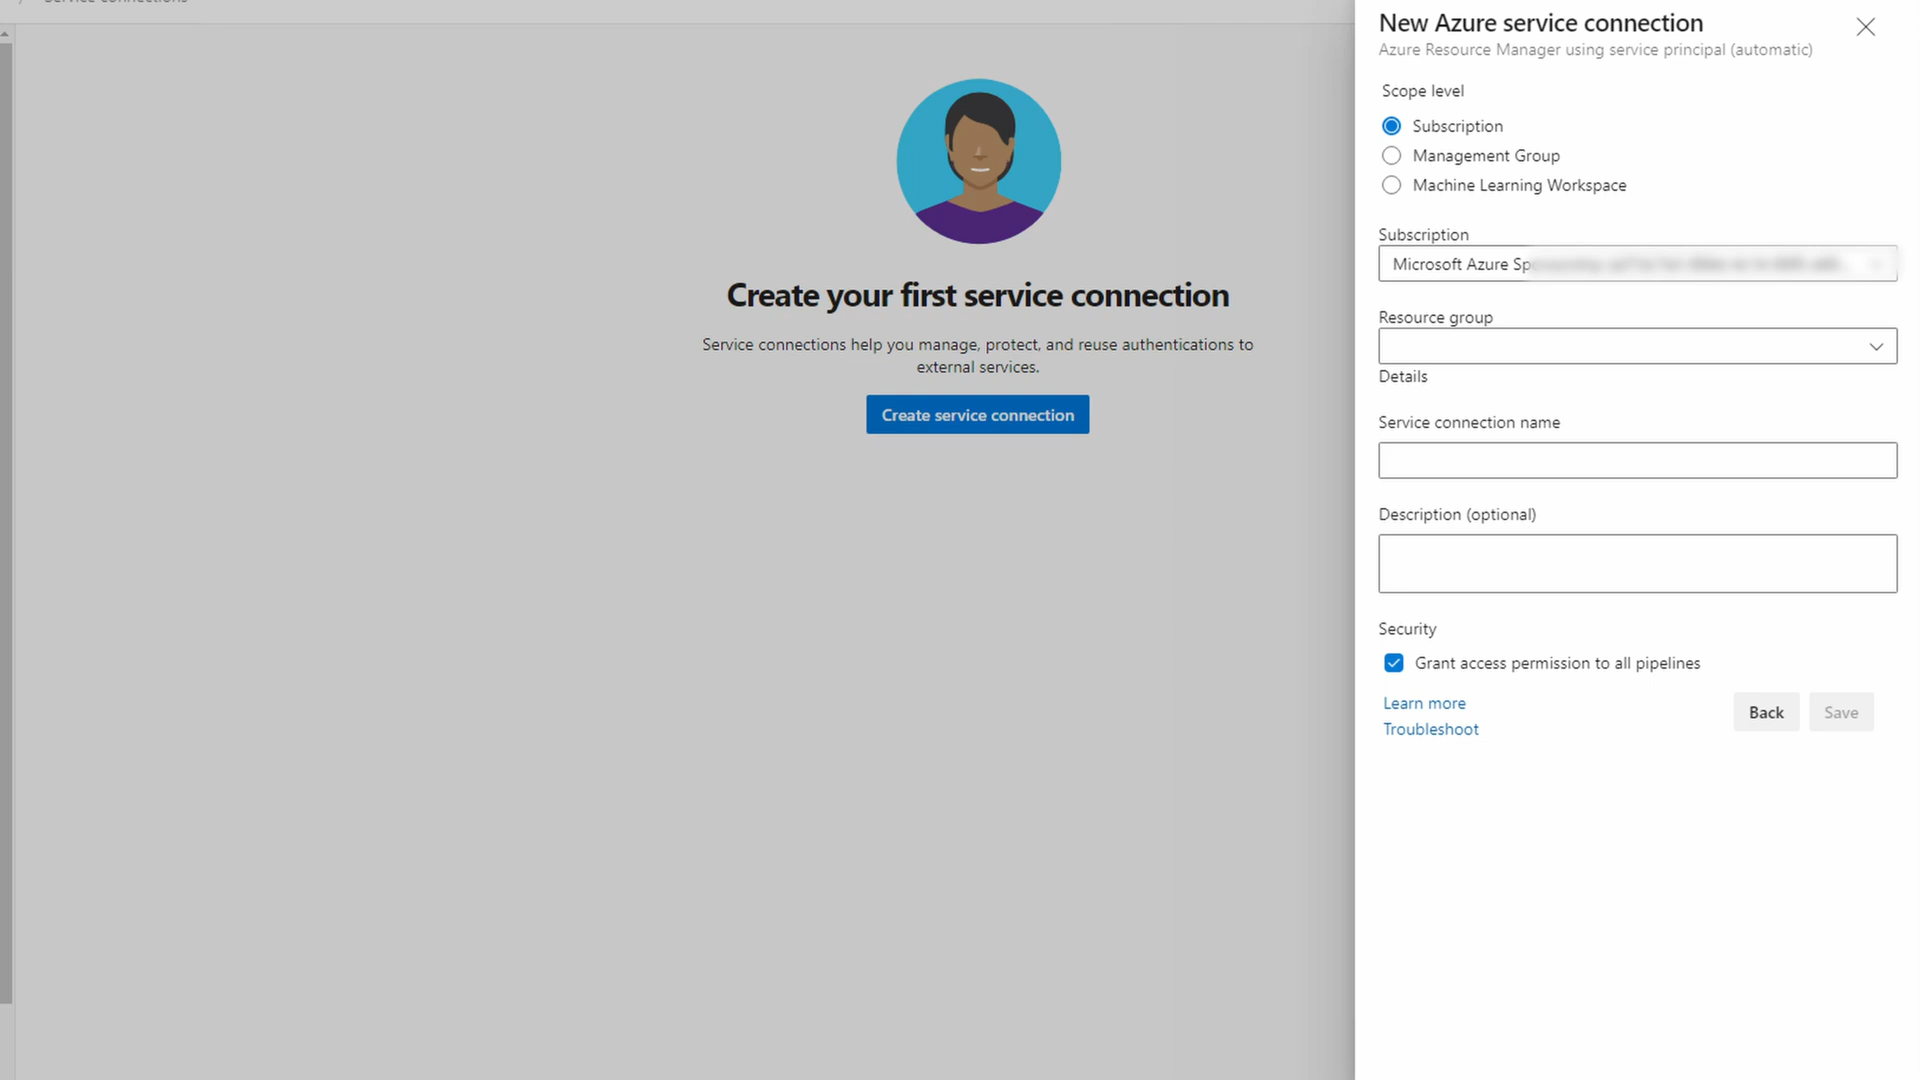 Service connections
New Azure service connection
Azure Resource Manager using service principal (automatic)
Scope level
Subscription
Management Group
Machine Learning Workspace
Subscription
Microsoft Azure
Resource group
Details
Service connection name
Description (optional)
Security
Grant access permission to all pipelines
Learn more
Troubleshoot
Back
Save
Create your first service connection
Service connections help you manage, protect, and reuse authentications to
external services.
Create service connection